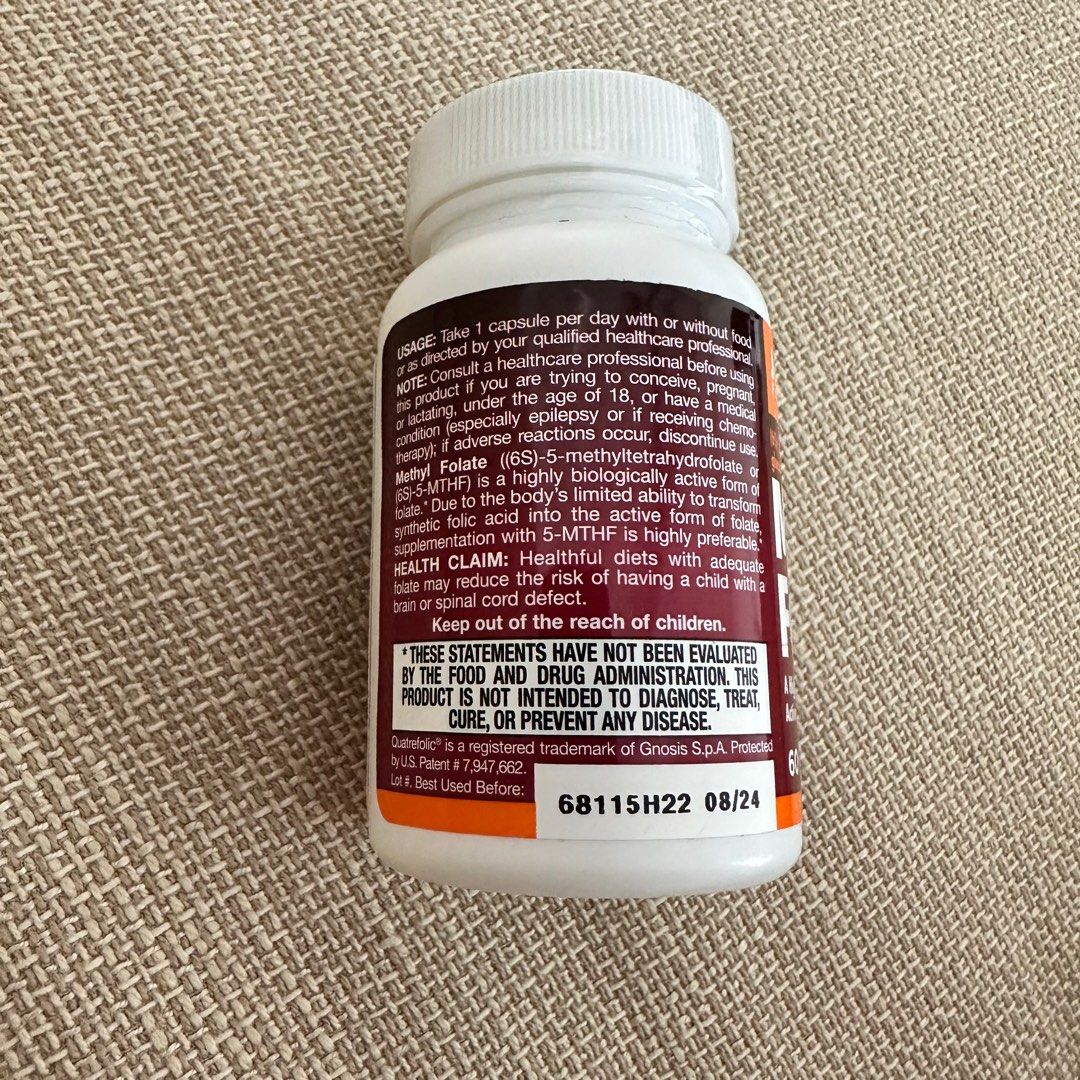 USAGE: Take 1 capsule per day with or without food
or as directed by your qualified healthcare professional.
NOTE: Consult a healthcare professional before using
this product if you are trying to conceive, pregnant,
or lactating, under the age of 18, or have a medical
condition (especially epilepsy or if receiving chemo-
therapy); if adverse reactions occur, discontinue use.
Methyl Folate ((6S)-5-methyltetrahydrofolate or
(6S)-5-MTHF) is a highly biologically active form of
folate.* Due to the body's limited ability to transform
synthetic folic acid into the active form of folate,
supplementation with 5-MTHF is highly preferable.*
HEALTH CLAIM: Healthful diets with adequate
folate may reduce the risk of having a child with a
brain or spinal cord defect.
Keep out of the reach of children.
* THESE STATEMENTS HAVE NOT BEEN EVALUATED
BY THE FOOD AND DRUG ADMINISTRATION. THIS
PRODUCT IS NOT INTENDED TO DIAGNOSE, TREAT,
CURE, OR PREVENT ANY DISEASE.
Quatrefolic® is a registered trademark of Gnosis S.p.A. Protected
by U.S. Patent # 7,947,662.
Lot #. Best Used Before:
68115H22 08/24
60